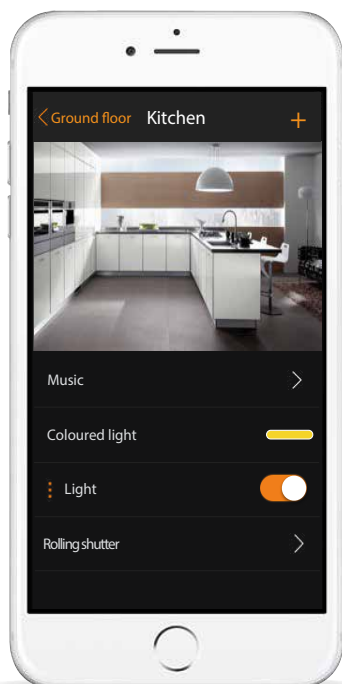 Ground floor Kitchen
Music
Coloured light
Light
Rolling shutter